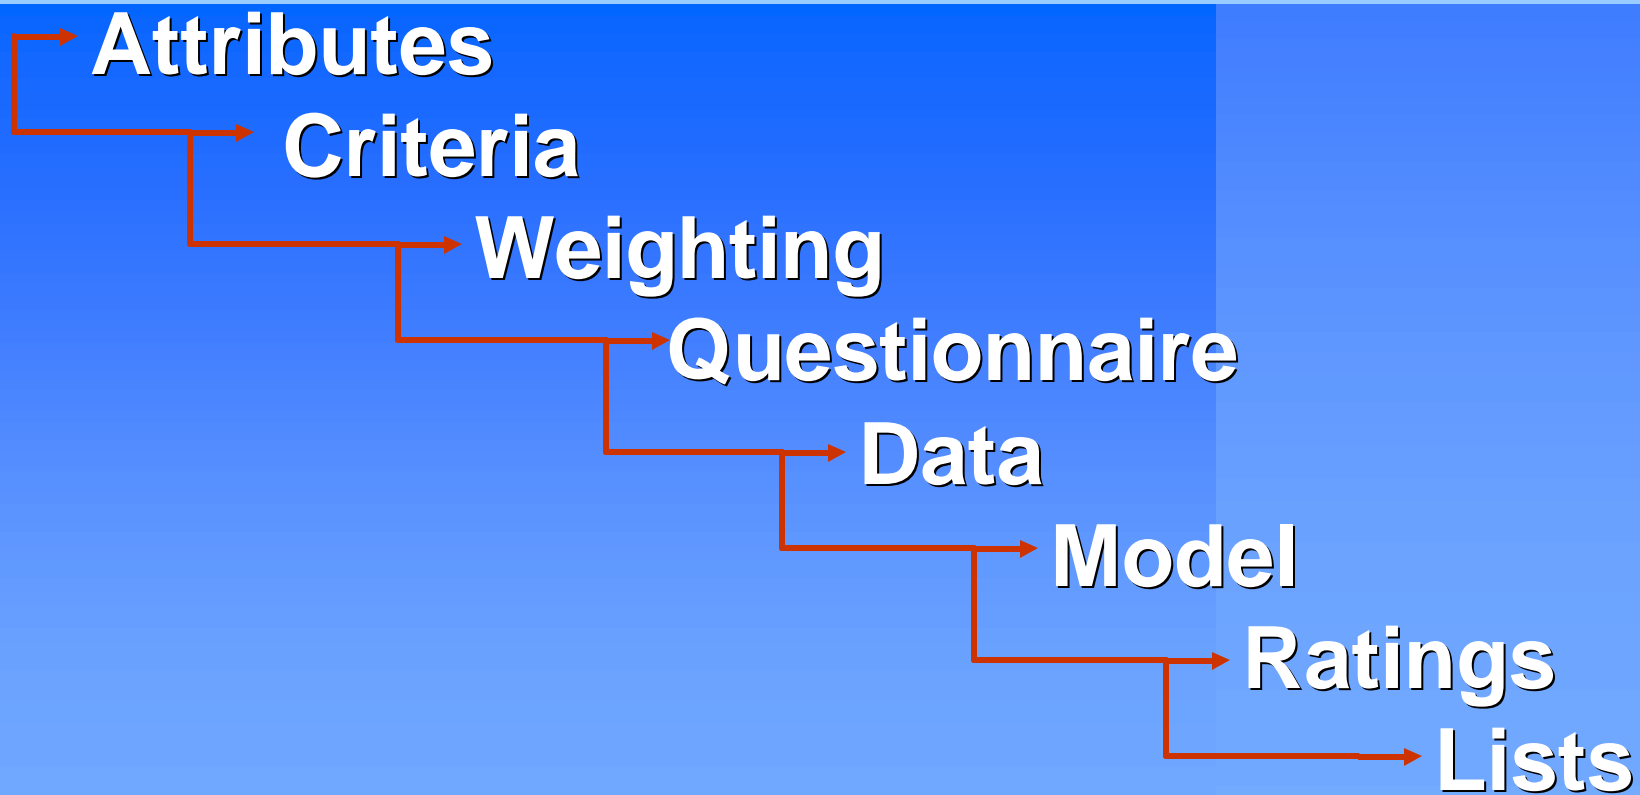 Attributes
Criteria
Weighting
Questionnaire
Data
Model
Ratings
Lists